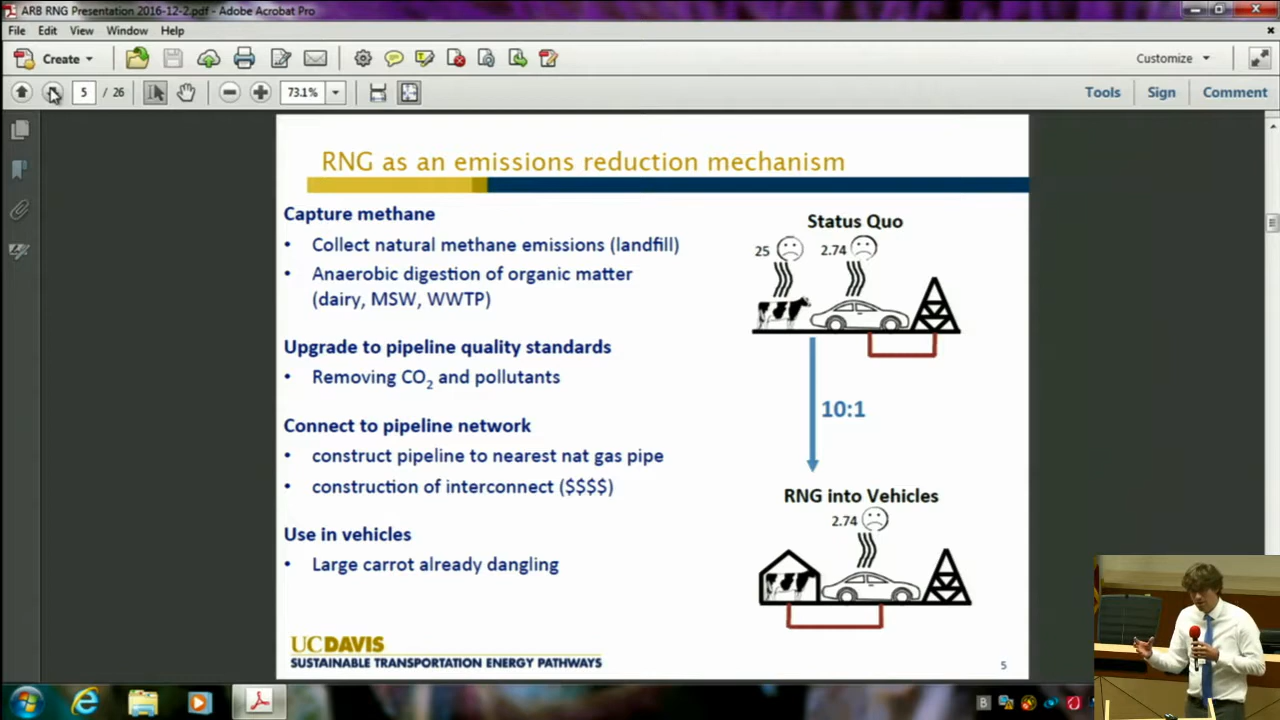 ARB RNG Presentation 2016-12-2.pdf - Adobe Acrobat Pro
File Edit View Window Help
Create
Customize
5 / 26
73.1%
Tools Sign Comment
RNG as an emissions reduction mechanism
Capture methane
• Collect natural methane emissions (landfill)
• Anaerobic digestion of organic matter
(dairy, MSW, WWTP)
Upgrade to pipeline quality standards
• Removing CO2 and pollutants
Connect to pipeline network
• construct pipeline to nearest nat gas pipe
• construction of interconnect ($$$$)
Use in vehicles
• Large carrot already dangling
Status Quo
25 2.74
10:1
RNG into Vehicles
2.74
UCDAVIS
SUSTAINABLE TRANSPORTATION ENERGY PATHWAYS
5